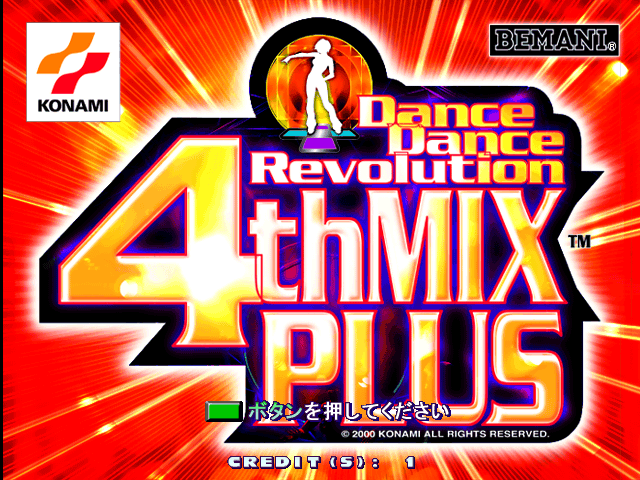 KONAMI
BEMANI®
Dance
Dance
Revolution
4thMIX™
PLUS
ボタンを押してください
© 2000 KONAMI ALL RIGHTS RESERVED.
CREDIT(S): 1